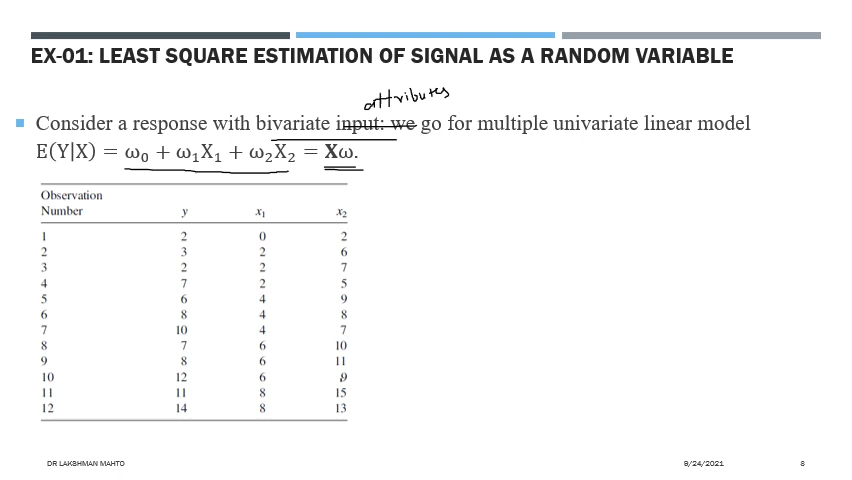 EX-01: LEAST SQUARE ESTIMATION OF SIGNAL AS A RANDOM VARIABLE
attributes
Consider a response with bivariate input: we go for multiple univariate linear model
E(Y|X) = ω₀ + ω₁X₁ + ω₂X₂ = Xω.
Observation
Number y x₁ x₂
1 2 0 2
2 3 2 6
3 2 2 7
4 7 2 5
5 6 4 9
6 8 4 8
7 10 4 7
8 7 6 10
9 8 6 11
10 12 6 9
11 11 8 15
12 14 8 13
DR LAKSHMAN MAHTO 9/24/2021 8